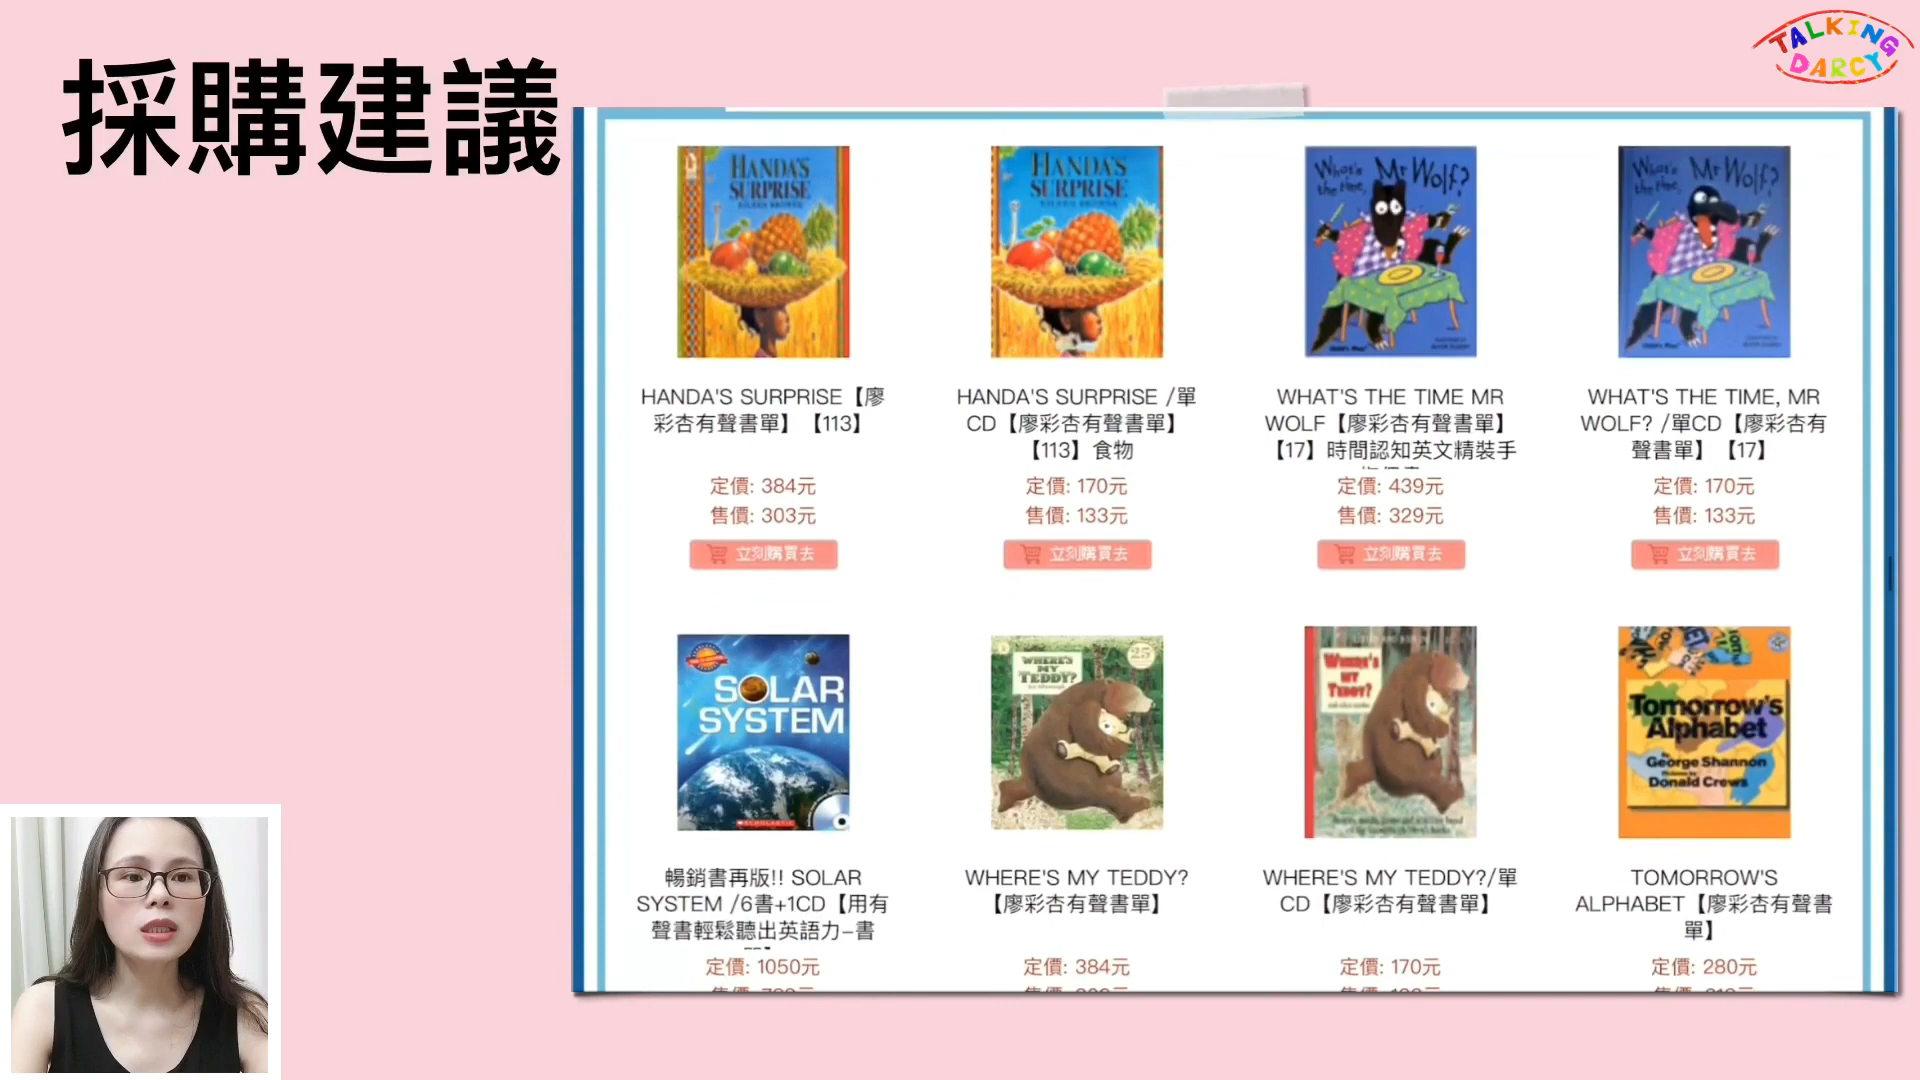 採購建議
TALKING
DARCY
HANDA'S
SURPRISE
EILEEN BROWNE
HANDA'S
SURPRISE
EILEEN BROWNE
What's
the time,
Mr Wolf?
What's
the time,
Mr Wolf?
HANDA'S SURPRISE【廖
彩杏有聲書單】【113】
定價: 384元
售價: 303元
立刻購買去
HANDA'S SURPRISE /單
CD【廖彩杏有聲書單】
【113】食物
定價: 170元
售價: 133元
立刻購買去
WHAT'S THE TIME MR
WOLF【廖彩杏有聲書單】
【17】時間認知英文精裝手
定價: 439元
售價: 329元
立刻購買去
WHAT'S THE TIME, MR
WOLF? /單CD【廖彩杏有
聲書單】【17】
定價: 170元
售價: 133元
立刻購買去
SOLAR
SYSTEM
SCHOLASTIC
WHERE'S
MY
TEDDY?
25
WHERE'S
MY
TEDDY?
Tomorrow's
Alphabet
by
George Shannon
Pictures by
Donald Crews
暢銷書再版!! SOLAR
SYSTEM /6書+1CD【用有
聲書輕鬆聽出英語力–書
定價: 1050元
WHERE'S MY TEDDY?
【廖彩杏有聲書單】
定價: 384元
WHERE'S MY TEDDY?/單
CD【廖彩杏有聲書單】
定價: 170元
TOMORROW'S
ALPHABET【廖彩杏有聲書
單】
定價: 280元